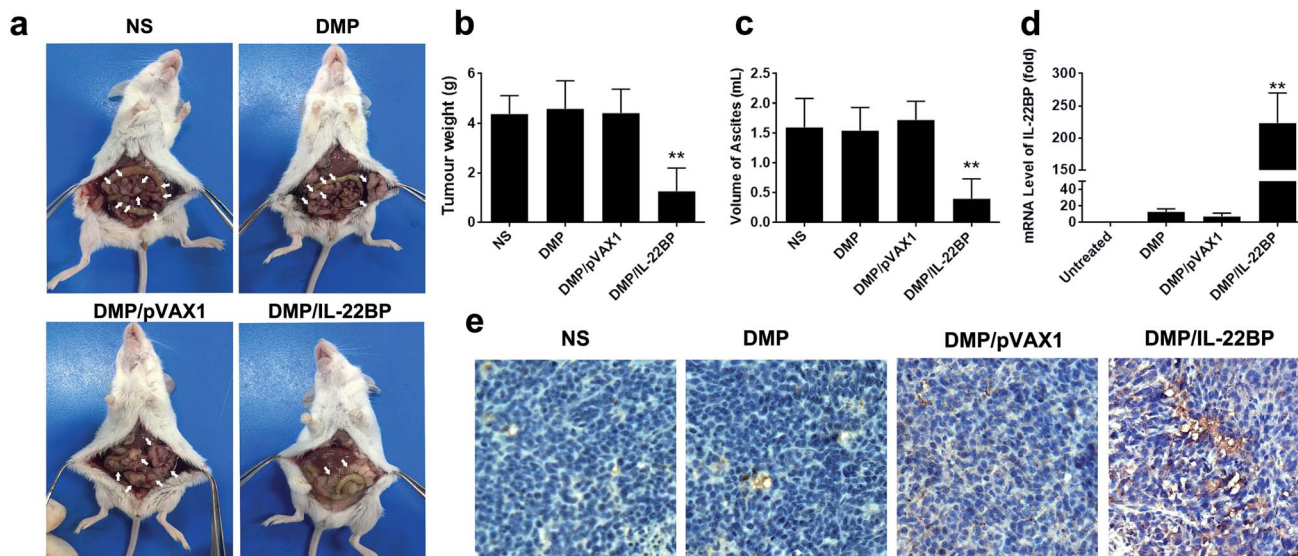 a
NS
DMP
DMP/pVAX1
DMP/IL-22BP
b
Tumour weight (g)
6
4
2
0
**
NS
DMP
DMP/pVAX1
DMP/IL-22BP
c
Volume of Ascites (mL)
2.5
2.0
1.5
1.0
0.5
0.0
**
NS
DMP
DMP/pVAX1
DMP/IL-22BP
d
mRNA Level of IL-22BP (fold)
300
250
200
150
100
50
40
20
0
**
Untreated
DMP
DMP/pVAX1
DMP/IL-22BP
e
NS
DMP
DMP/pVAX1
DMP/IL-22BP